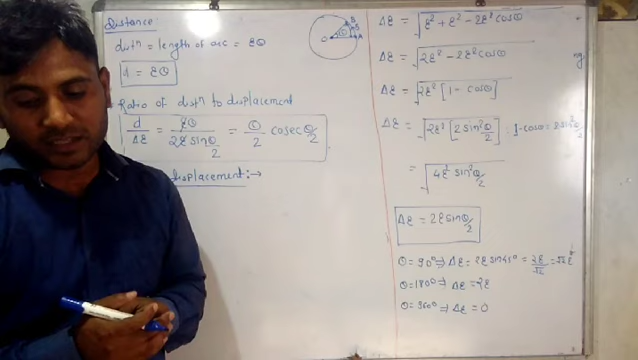 Distance
distⁿ = length of arc = rθ
d = rθ
Ratio of distⁿ to displacement
d/Δr = rθ/(2r sinθ/2) = θ/2 cosecθ/2
displacement:→
Δr = √(r² + r² - 2r² cosθ)
Δr = √(2r² - 2r² cosθ)
Δr = √(2r² [1 - cosθ])
Δr = √(2r² [2 sin²θ/2]) ∵ 1-cosθ = 2sin²θ/2
= √(4r² sin²θ/2)
Δr = 2r sinθ/2
θ = 90° ⇒ Δr = 2r sin45° = 2r/√2 = √2 r
θ = 180° ⇒ Δr = 2r
θ = 360° ⇒ Δr = 0